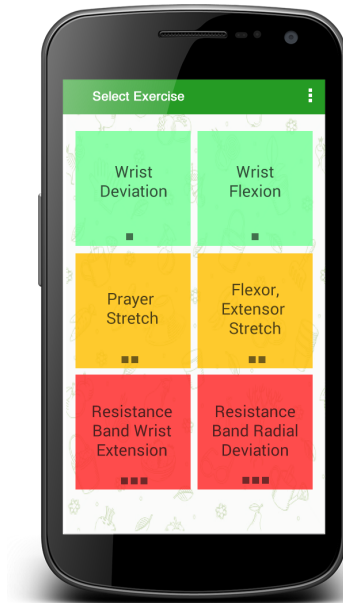 Select Exercise
Wrist
Deviation
Wrist
Flexion
Prayer
Stretch
Flexor,
Extensor
Stretch
Resistance
Band Wrist
Extension
Resistance
Band Radial
Deviation